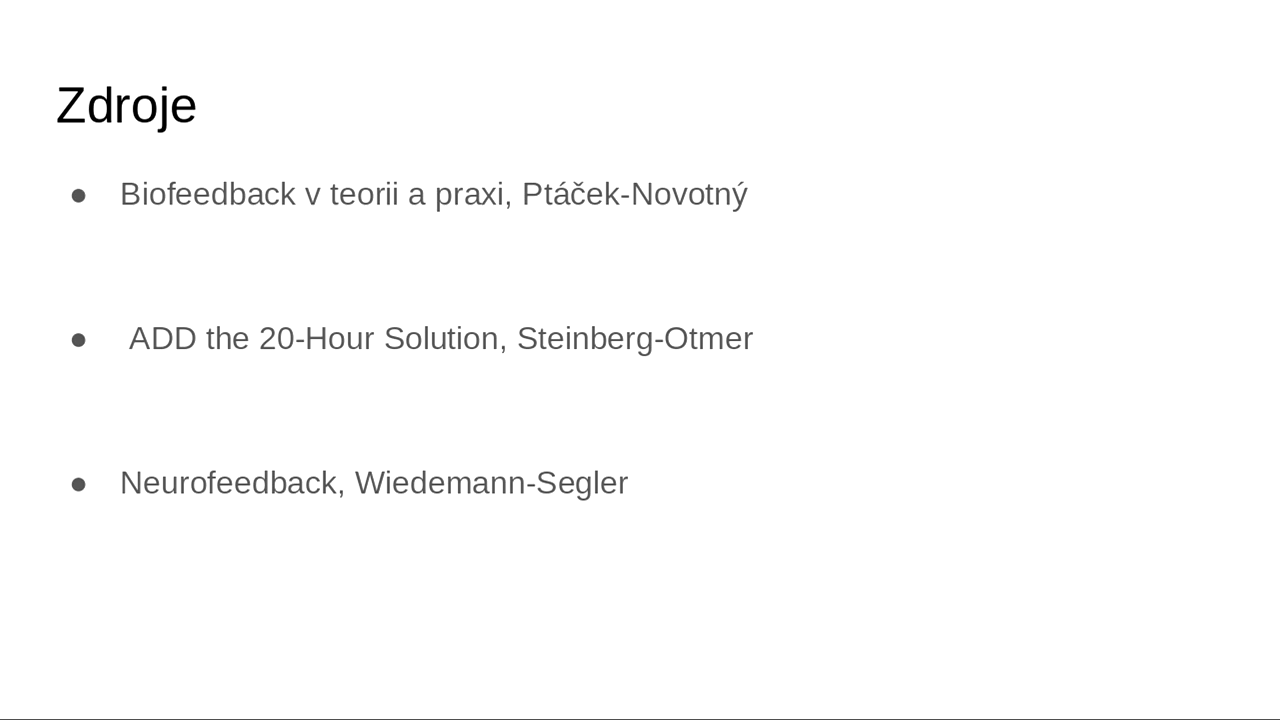 Zdroje
● Biofeedback v teorii a praxi, Ptáček-Novotný
● ADD the 20-Hour Solution, Steinberg-Otmer
● Neurofeedback, Wiedemann-Segler